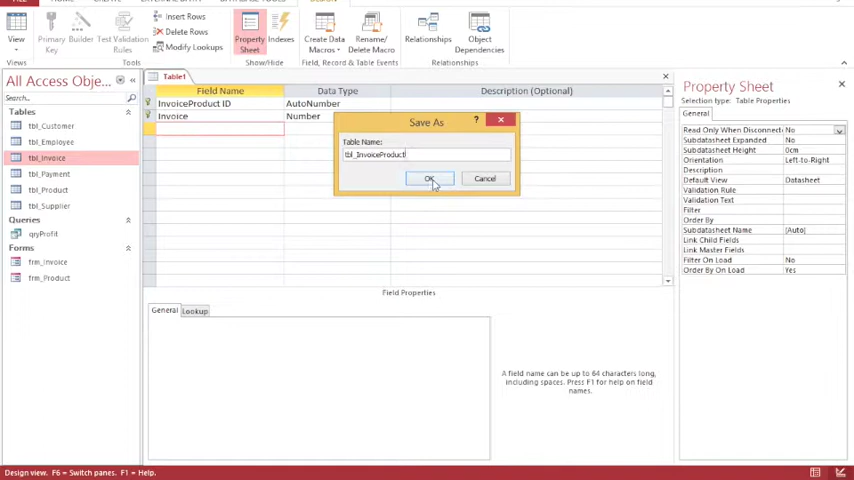 FILE
DESIGN
View
Primary Key
Builder
Test Validation Rules
Insert Rows
Delete Rows
Modify Lookups
Property Sheet
Indexes
Create Data Macros
Rename/ Delete Macro
Relationships
Object Dependencies
Views
Tools
Show/Hide
Field, Record & Table Events
Relationships
All Access Obje...
Search...
Tables
tbl_Customer
tbl_Employee
tbl_Invoice
tbl_Payment
tbl_Product
tbl_Supplier
Queries
qryProfit
Forms
frm_Invoice
frm_Product
Table1
Field Name Data Type Description (Optional)
InvoiceProduct ID AutoNumber
Invoice Number
Save As
?
Table Name:
tbl_InvoiceProduct
OK Cancel
Field Properties
General Lookup
A field name can be up to 64 characters long,
including spaces. Press F1 for help on field
names.
Property Sheet
Selection type: Table Properties
General
Read Only When Disconnect No
Subdatasheet Expanded No
Subdatasheet Height 0cm
Orientation Left-to-Right
Description
Default View Datasheet
Validation Rule
Validation Text
Filter
Order By
Subdatasheet Name [Auto]
Link Child Fields
Link Master Fields
Filter On Load No
Order By On Load Yes
Design view. F6 = Switch panes. F1 = Help.